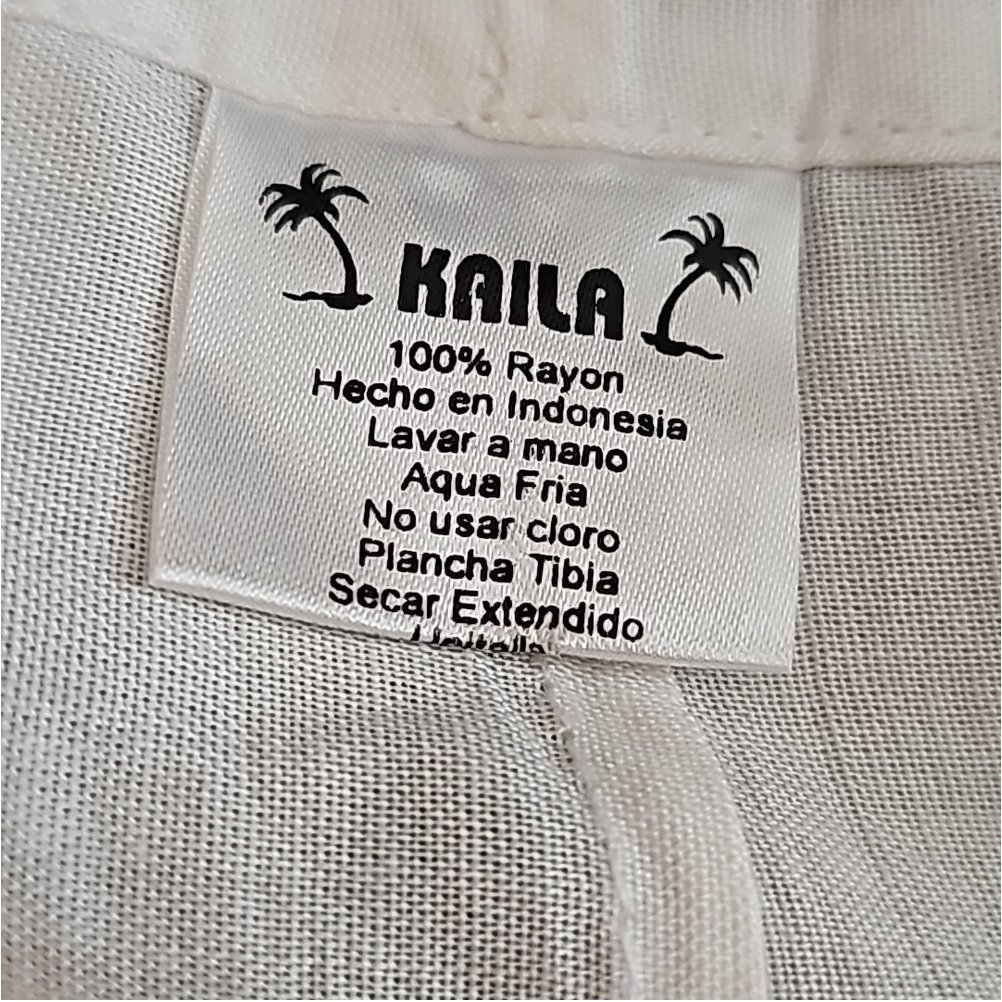 KAILA
100% Rayon
Hecho en Indonesia
Lavar a mano
Aqua Fria
No usar cloro
Plancha Tibia
Secar Extendido